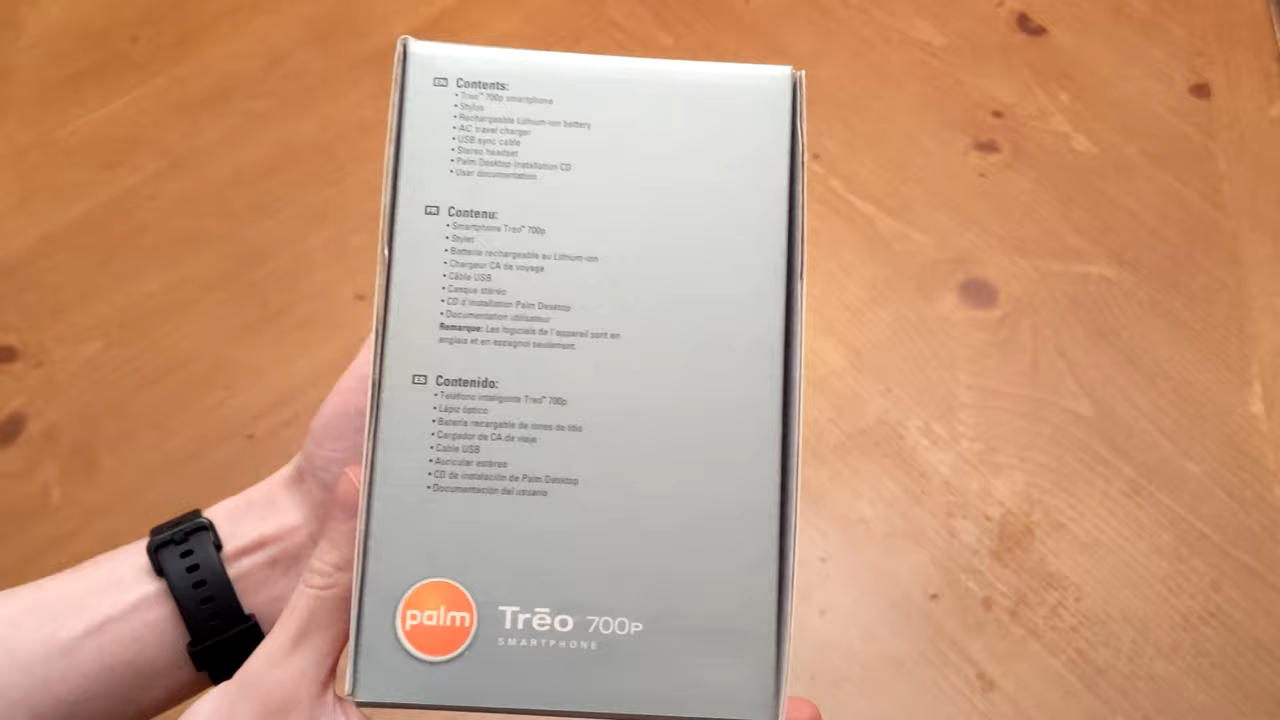 EN Contents:
• Treo™ 700p smartphone
• Stylus
• Rechargeable Lithium-ion battery
• AC travel charger
• USB sync cable
• Stereo headset
• Palm Desktop Installation CD
• User documentation
FR Contenu:
• Smartphone Treo™ 700p
• Stylet
• Batterie rechargeable au Lithium-ion
• Chargeur CA de voyage
• Câble USB
• Casque stéréo
• CD d'installation Palm Desktop
• Documentation utilisateur
Remarque: Les logiciels de l'appareil sont en
anglais et en espagnol seulement.
ES Contenido:
• Teléfono inteligente Treo™ 700p
• Lápiz óptico
• Batería recargable de iones de litio
• Cargador de CA de viaje
• Cable USB
• Auricular estéreo
• CD de instalación de Palm Desktop
• Documentación del usuario
palm
Trēo 700P
SMARTPHONE